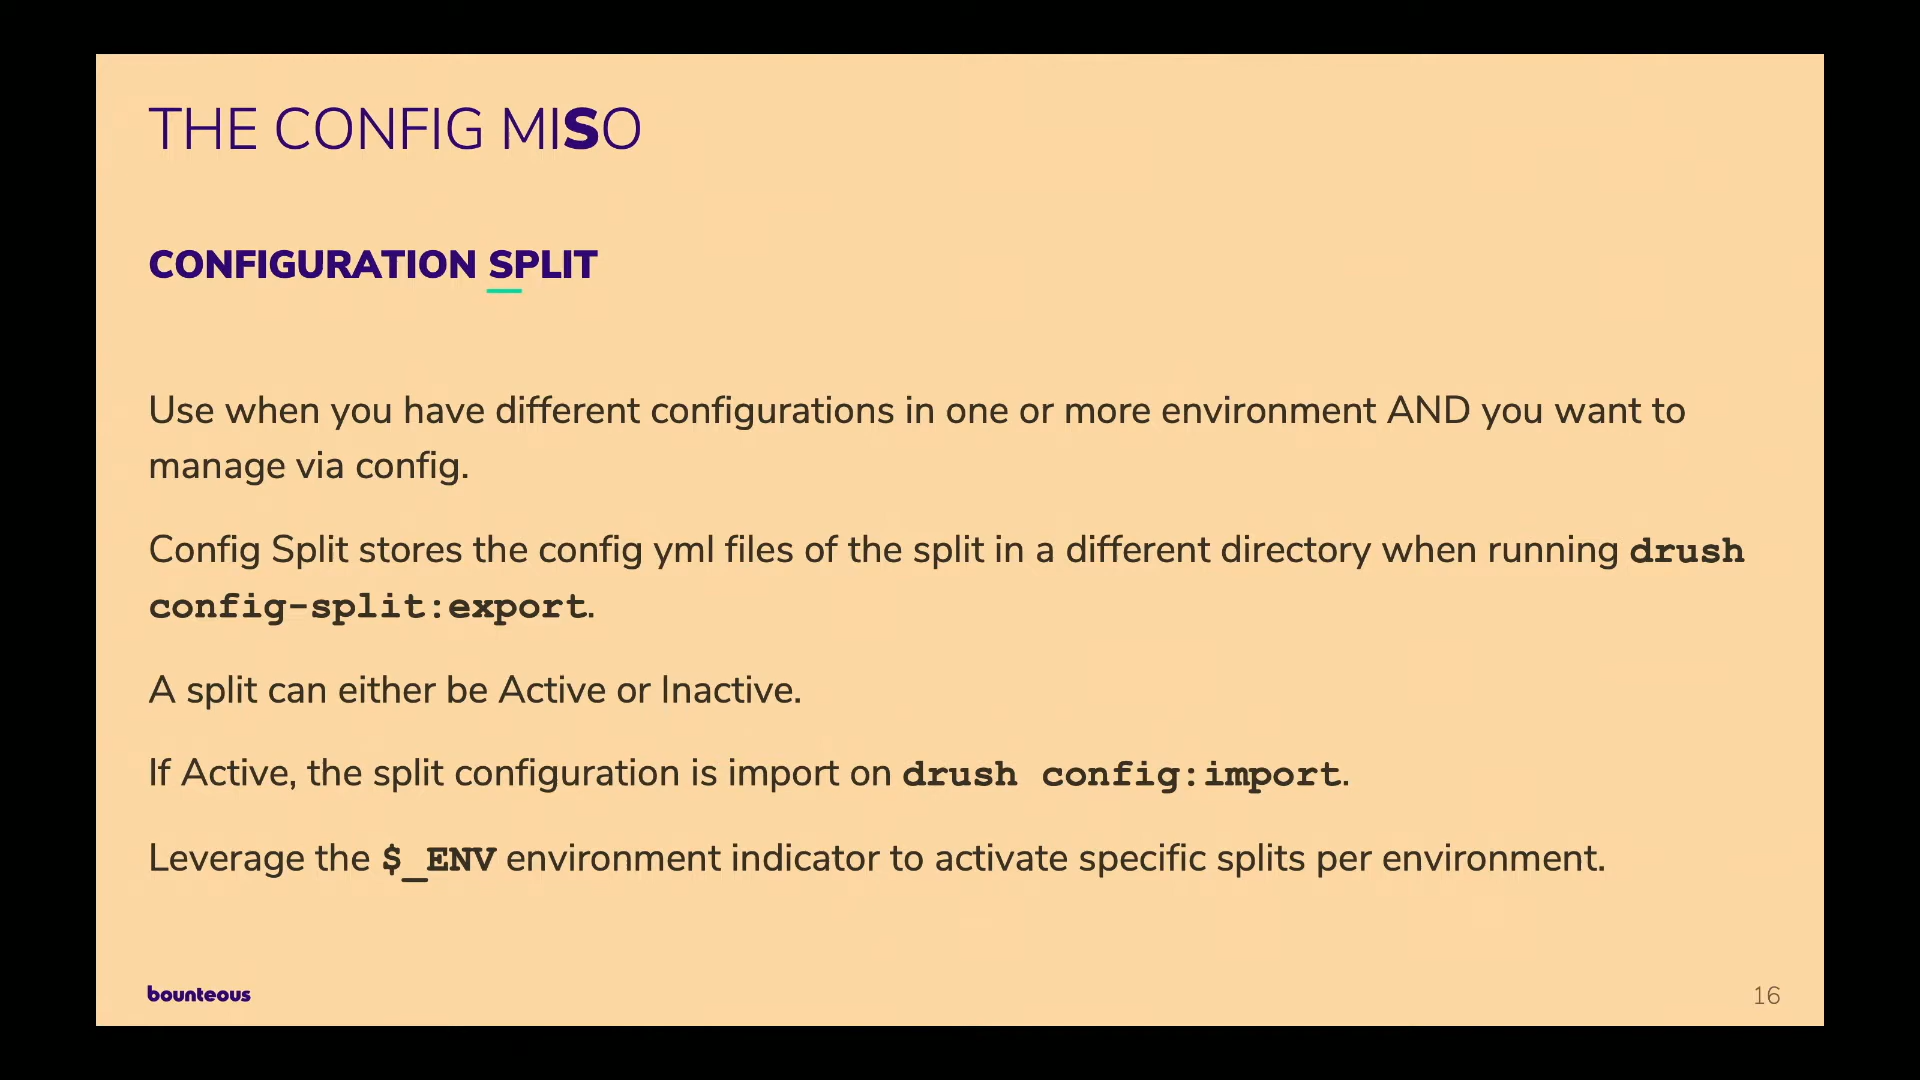 THE CONFIG MISO
CONFIGURATION SPLIT
Use when you have different configurations in one or more environment AND you want to
manage via config.
Config Split stores the config yml files of the split in a different directory when running drush
config-split:export.
A split can either be Active or Inactive.
If Active, the split configuration is import on drush config:import.
Leverage the $_ENV environment indicator to activate specific splits per environment.
bounteous
16